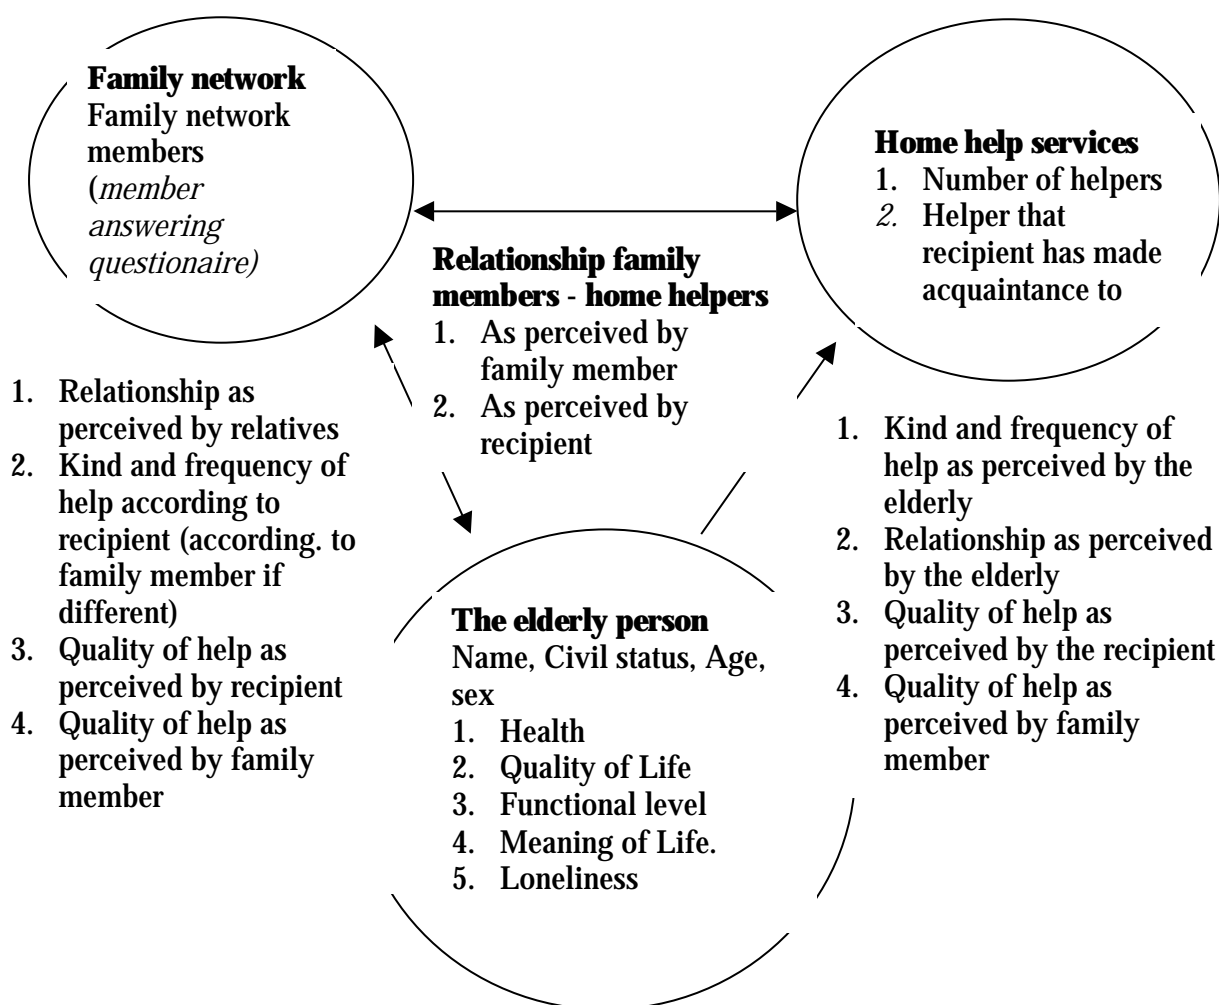 Family network
Family network
members
(member
answering
questionaire)
Home help services
1. Number of helpers
2. Helper that
recipient has made
acquaintance to
Relationship family
members - home helpers
1. As perceived by
family member
2. As perceived by
recipient
1. Relationship as
perceived by relatives
2. Kind and frequency of
help according to
recipient (according. to
family member if
different)
3. Quality of help as
perceived by recipient
4. Quality of help as
perceived by family
member
1. Kind and frequency of
help as perceived by the
elderly
2. Relationship as perceived
by the elderly
3. Quality of help as
perceived by the recipient
4. Quality of help as
perceived by family
member
The elderly person
Name, Civil status, Age,
sex
1. Health
2. Quality of Life
3. Functional level
4. Meaning of Life.
5. Loneliness